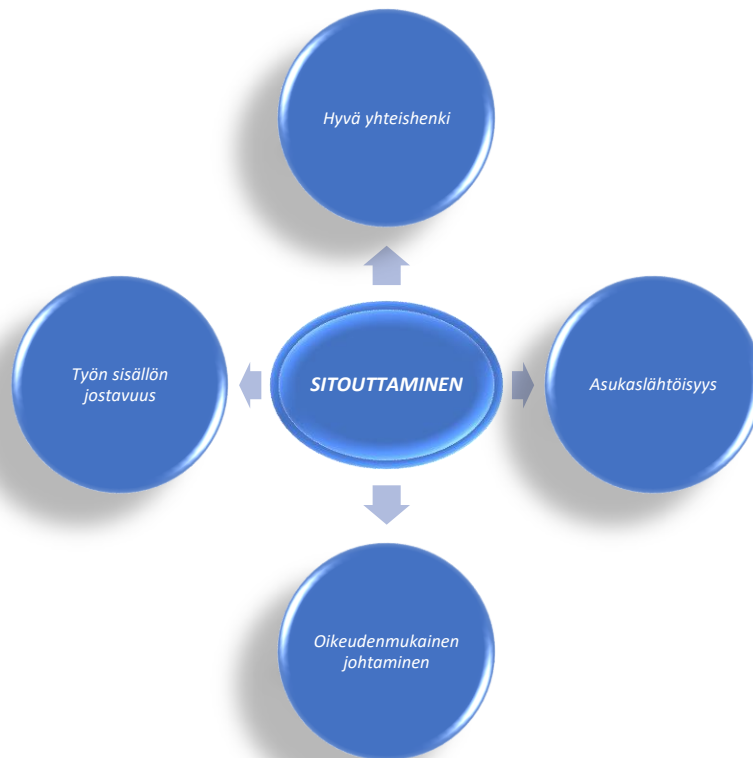 Hyvä yhteishenki
Työn sisällön
jostavuus
SITOUTTAMINEN
Asukaslähtöisyys
Oikeudenmukainen
johtaminen